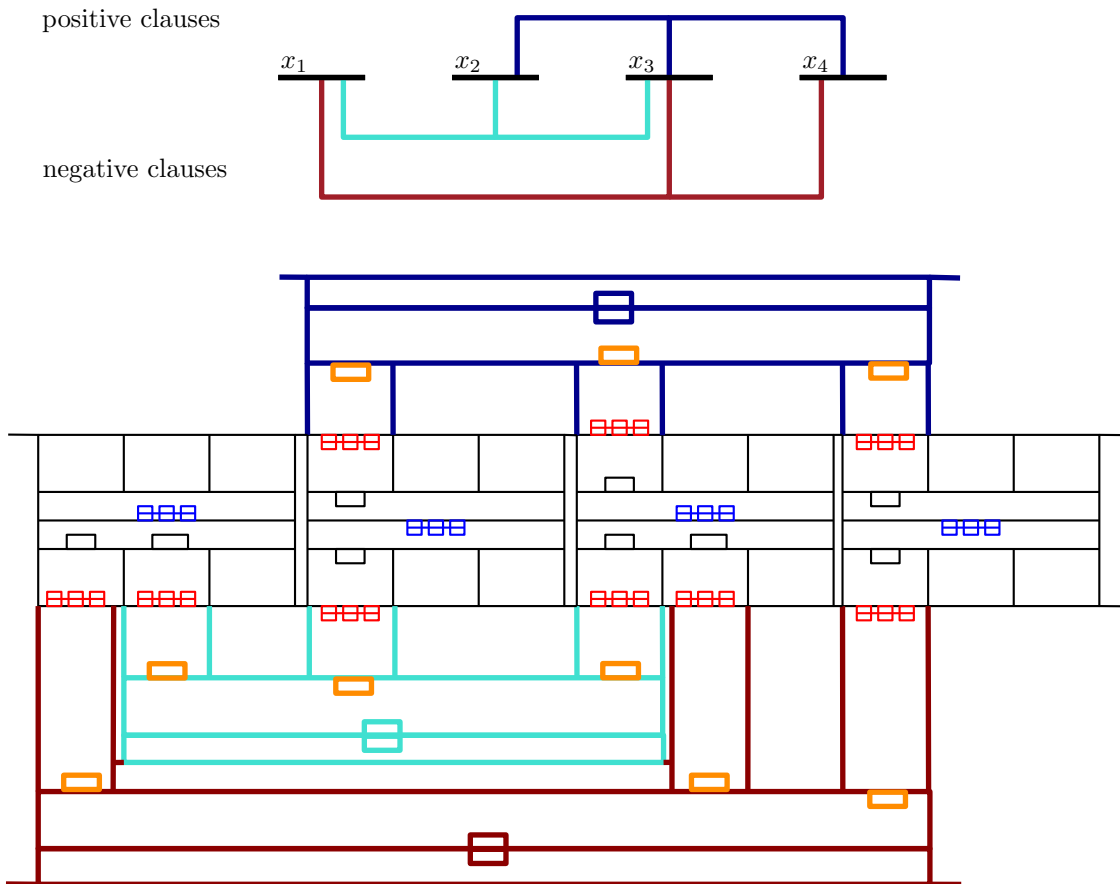 positive clauses
x₁ x₂ x₃ x₄
negative clauses